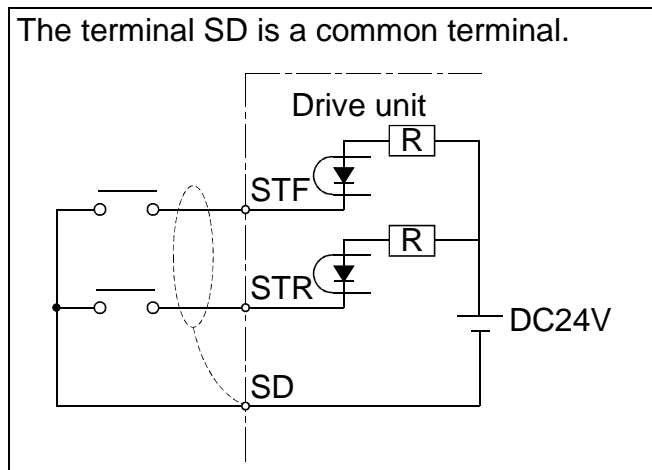 The terminal SD is a common terminal.
Drive unit
R
STF
R
STR
DC24V
SD